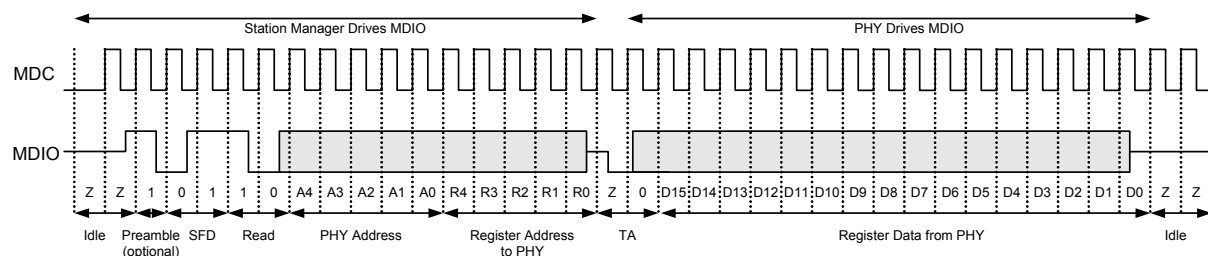 Station Manager Drives MDIO PHY Drives MDIO
MDC
MDIO
Z Z 1 0 1 1 0 A4 A3 A2 A1 A0 R4 R3 R2 R1 R0 Z 0 D15 D14 D13 D12 D11 D10 D9 D8 D7 D6 D5 D4 D3 D2 D1 D0 Z Z
Idle Preamble SFD Read PHY Address Register Address TA Register Data from PHY Idle
(optional) to PHY